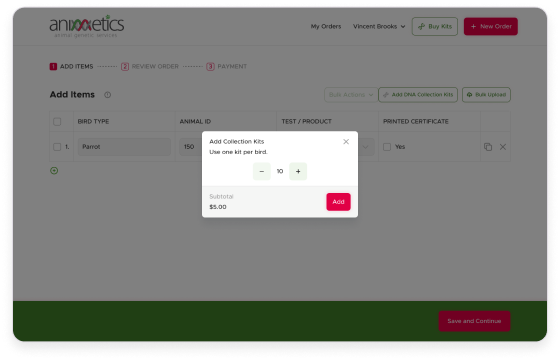 animetics
animal genetic services
My Orders
Vincent Brooks
Buy Kits
+ New Order
1 ADD ITEMS
2 REVIEW ORDER
3 PAYMENT
Add Items
Bulk Actions
Add DNA Collection Kits
Bulk Upload
BIRD TYPE
ANIMAL ID
TEST / PRODUCT
PRINTED CERTIFICATE
1.
Parrot
150
Yes
Add Collection Kits
Use one kit per bird.
− 10 +
Subtotal
$5.00
Add
Save and Continue